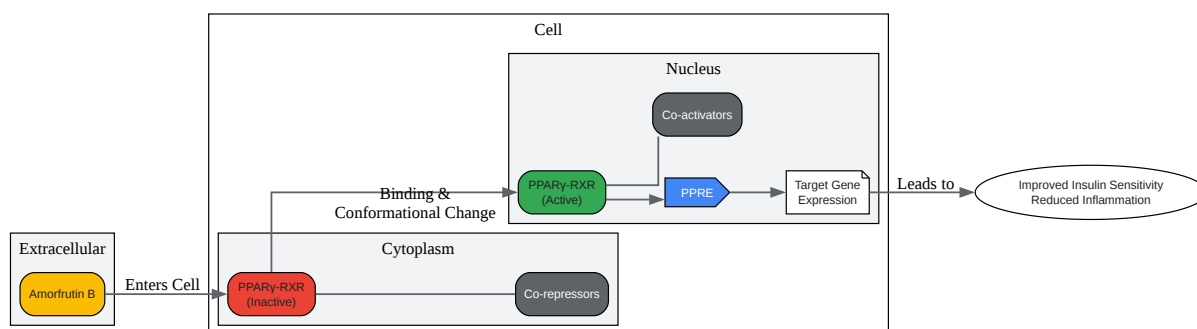 Cell
Nucleus
Co-activators
PPARγ-RXR
(Active)
PPRE
Target Gene
Expression
Leads to
Improved Insulin Sensitivity
Reduced Inflammation
Binding &
Conformational Change
Extracellular
Amorfrutin B
Enters Cell
Cytoplasm
PPARγ-RXR
(Inactive)
Co-repressors